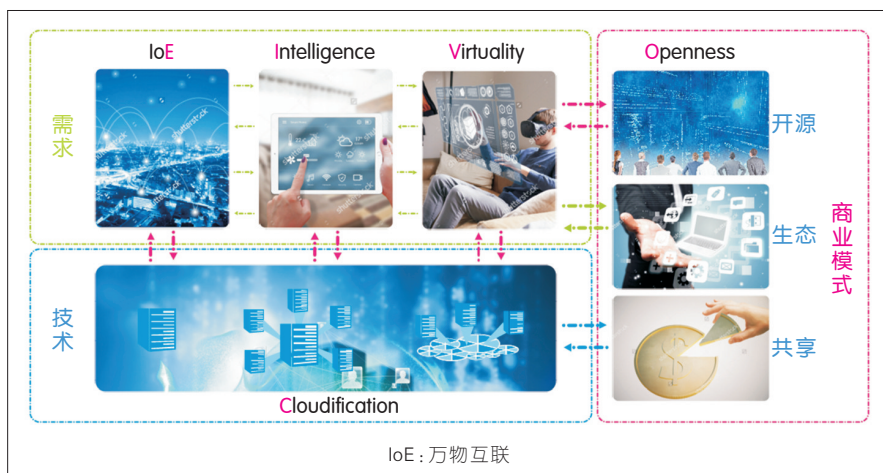 IoE
Intelligence
Virtuality
Openness
需求
开源
生态
商业模式
技术
共享
Cloudification
IoE：万物互联